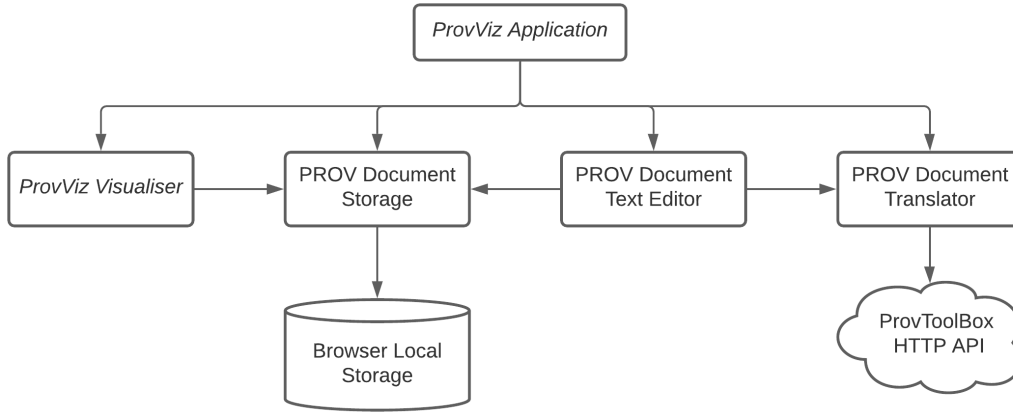 ProvViz Application
ProvViz Visualiser
PROV Document
Storage
PROV Document
Text Editor
PROV Document
Translator
Browser Local
Storage
ProvToolBox
HTTP API